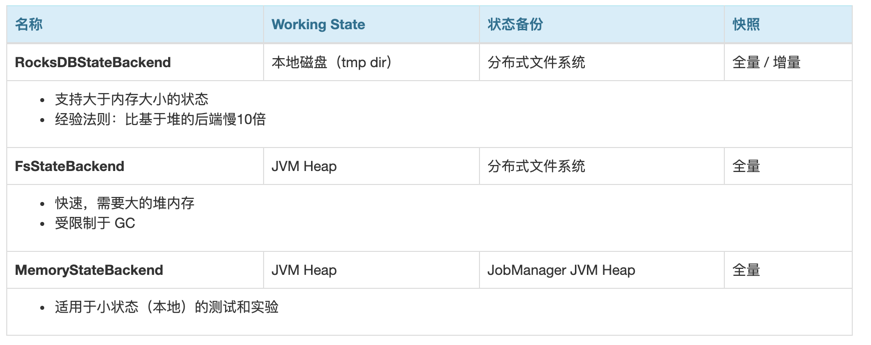 名称 Working State 状态备份 快照
RocksDBStateBackend 本地磁盘（tmp dir） 分布式文件系统 全量 / 增量
• 支持大于内存大小的状态
• 经验法则：比基于堆的后端慢10倍
FsStateBackend JVM Heap 分布式文件系统 全量
• 快速，需要大的堆内存
• 受限制于 GC
MemoryStateBackend JVM Heap JobManager JVM Heap 全量
• 适用于小状态（本地）的测试和实验